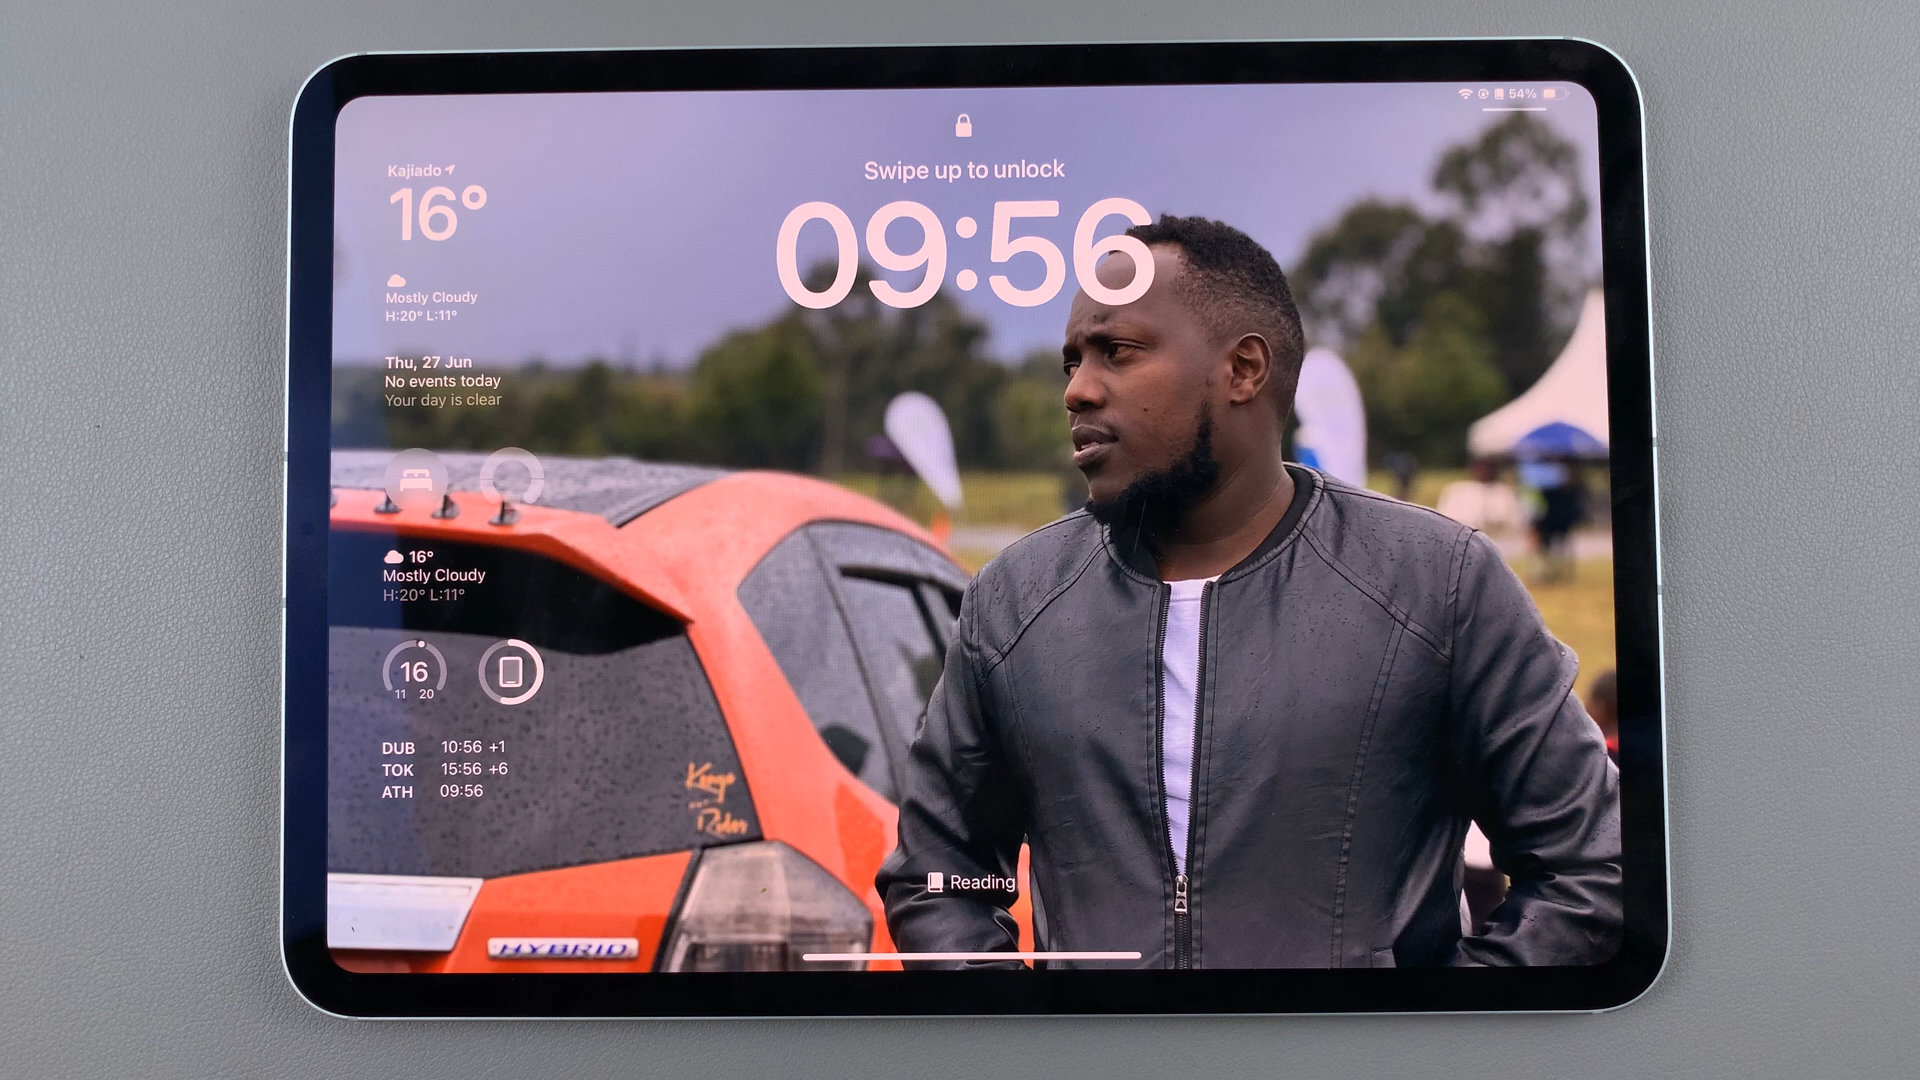 54%
Swipe up to unlock
09:56
Kajiado
16°
Mostly Cloudy
H:20° L:11°
Thu, 27 Jun
No events today
Your day is clear
16°
Mostly Cloudy
H:20° L:11°
16
11 20
DUB 10:56 +1
TOK 15:56 +6
ATH 09:56
Reading
HYBRID